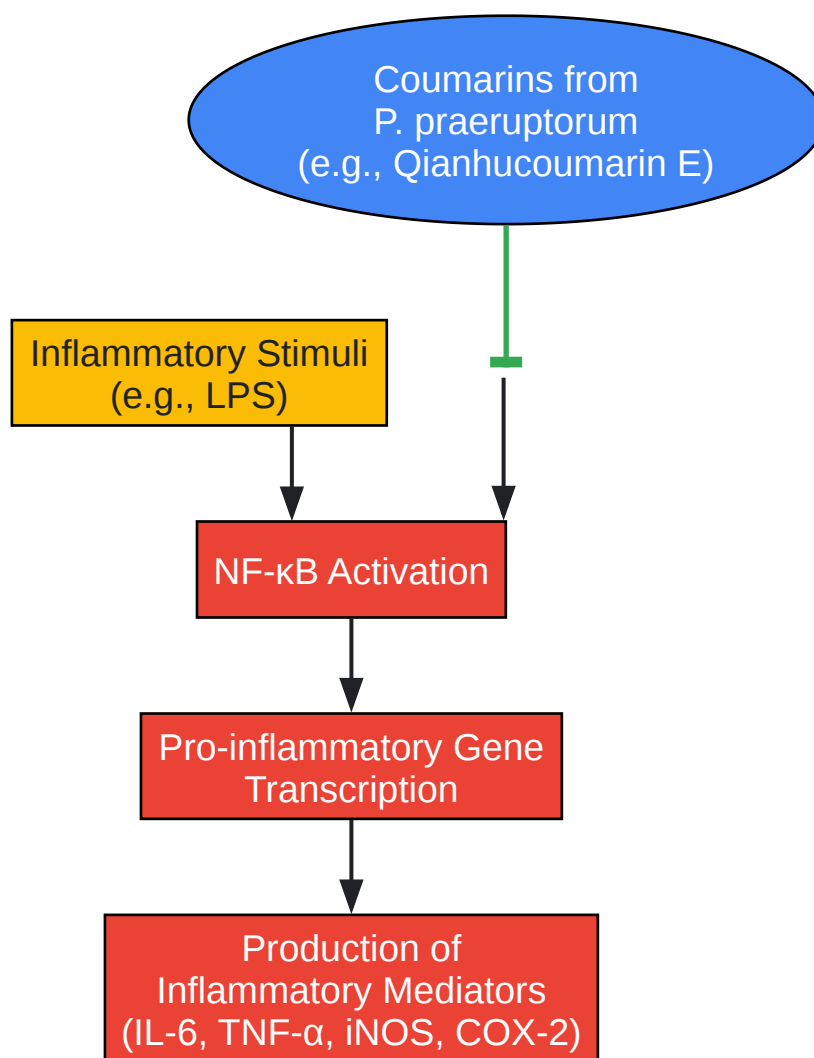 Coumarins from
P. praeruptorum
(e.g., Qianhucoumarin E)
Inflammatory Stimuli
(e.g., LPS)
NF-κB Activation
Pro-inflammatory Gene
Transcription
Production of
Inflammatory Mediators
(IL-6, TNF-α, iNOS, COX-2)